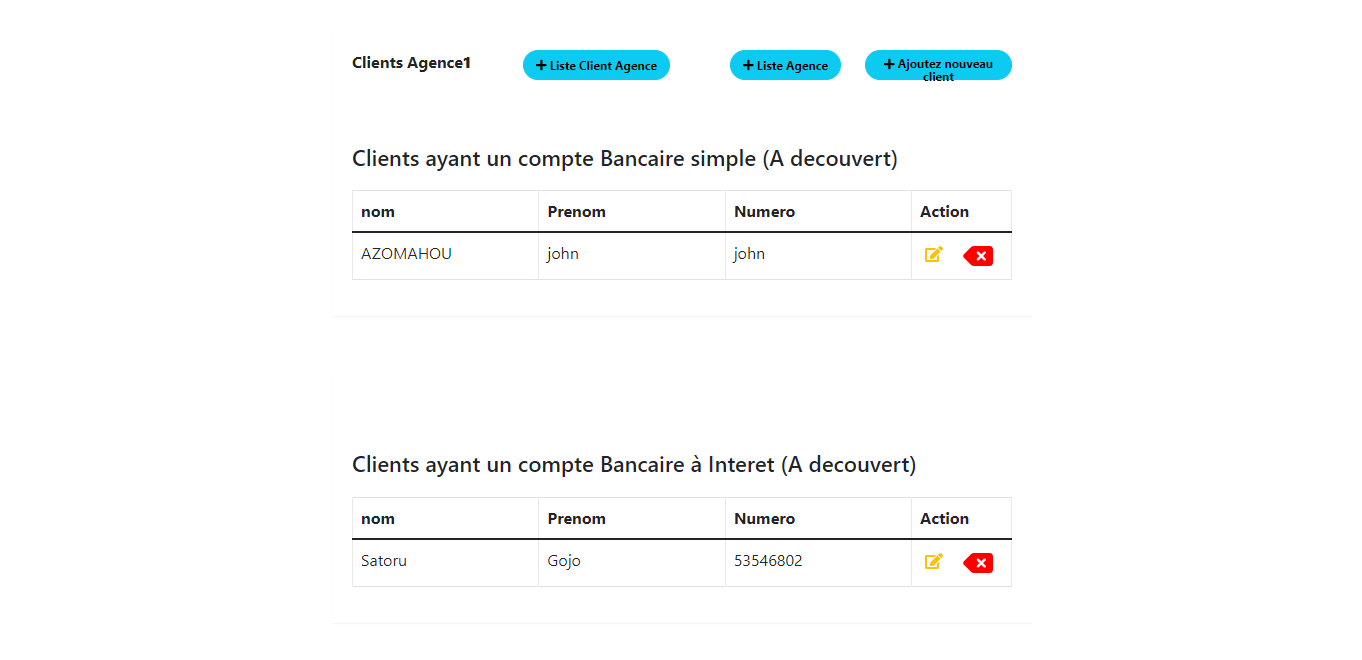 Clients Agence1
Liste Client Agence
Liste Agence
Ajoutez nouveau
client
Clients ayant un compte Bancaire simple (A decouvert)
nom Prenom Numero Action
AZOMAHOU john john
Clients ayant un compte Bancaire à Interet (A decouvert)
nom Prenom Numero Action
Satoru Gojo 53546802